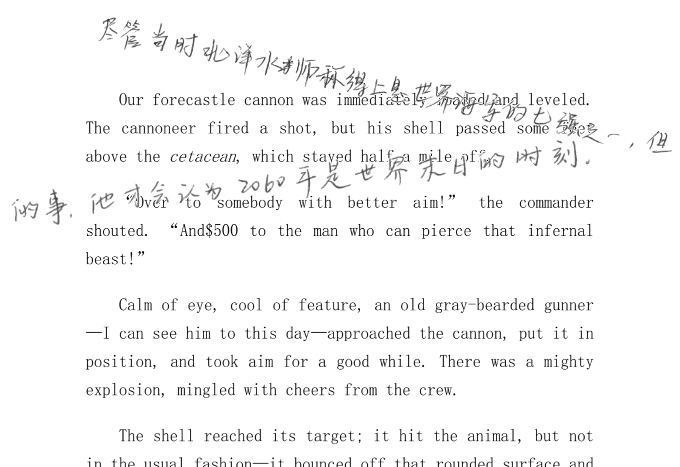 尽管当时北洋水师称得上是世界海军的七强之一,但
Our forecastle cannon was immediately loaded and leveled.
The cannoneer fired a shot, but his shell passed some feet
above the cetacean, which stayed half a mile off.
的事,他才会认为2060年是世界末日的时刻.
“Over to somebody with better aim!” the commander
shouted. “And$500 to the man who can pierce that infernal
beast!”
Calm of eye, cool of feature, an old gray-bearded gunner
—I can see him to this day—approached the cannon, put it in
position, and took aim for a good while. There was a mighty
explosion, mingled with cheers from the crew.
The shell reached its target; it hit the animal, but not
in the usual fashion—it bounced off that rounded surface and